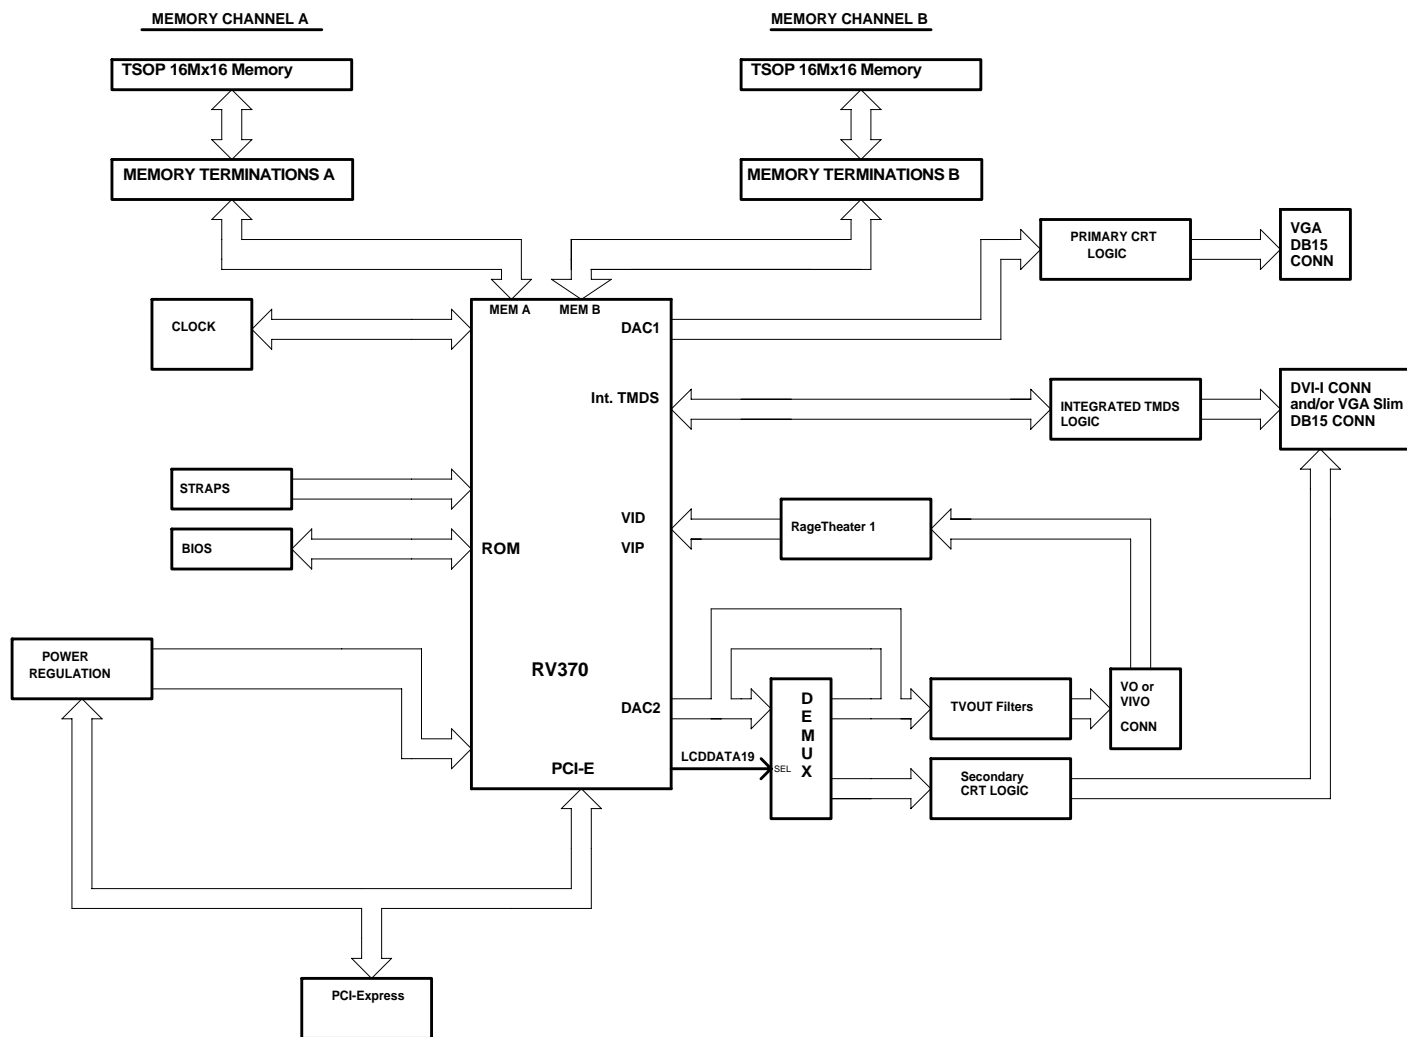 MEMORY CHANNEL A
MEMORY CHANNEL B
TSOP 16Mx16 Memory
TSOP 16Mx16 Memory
MEMORY TERMINATIONS A
MEMORY TERMINATIONS B
PRIMARY CRT
LOGIC
VGA
DB15
CONN
CLOCK
MEM A
MEM B
DAC1
Int. TMDS
INTEGRATED TMDS
LOGIC
DVI-I CONN
and/or VGA Slim
DB15 CONN
STRAPS
BIOS
ROM
VID
VIP
RageTheater 1
POWER
REGULATION
RV370
DAC2
PCI-E
LCDDATA19
SEL
D
E
M
U
X
TVOUT Filters
VO or
VIVO
CONN
Secondary
CRT LOGIC
PCI-Express